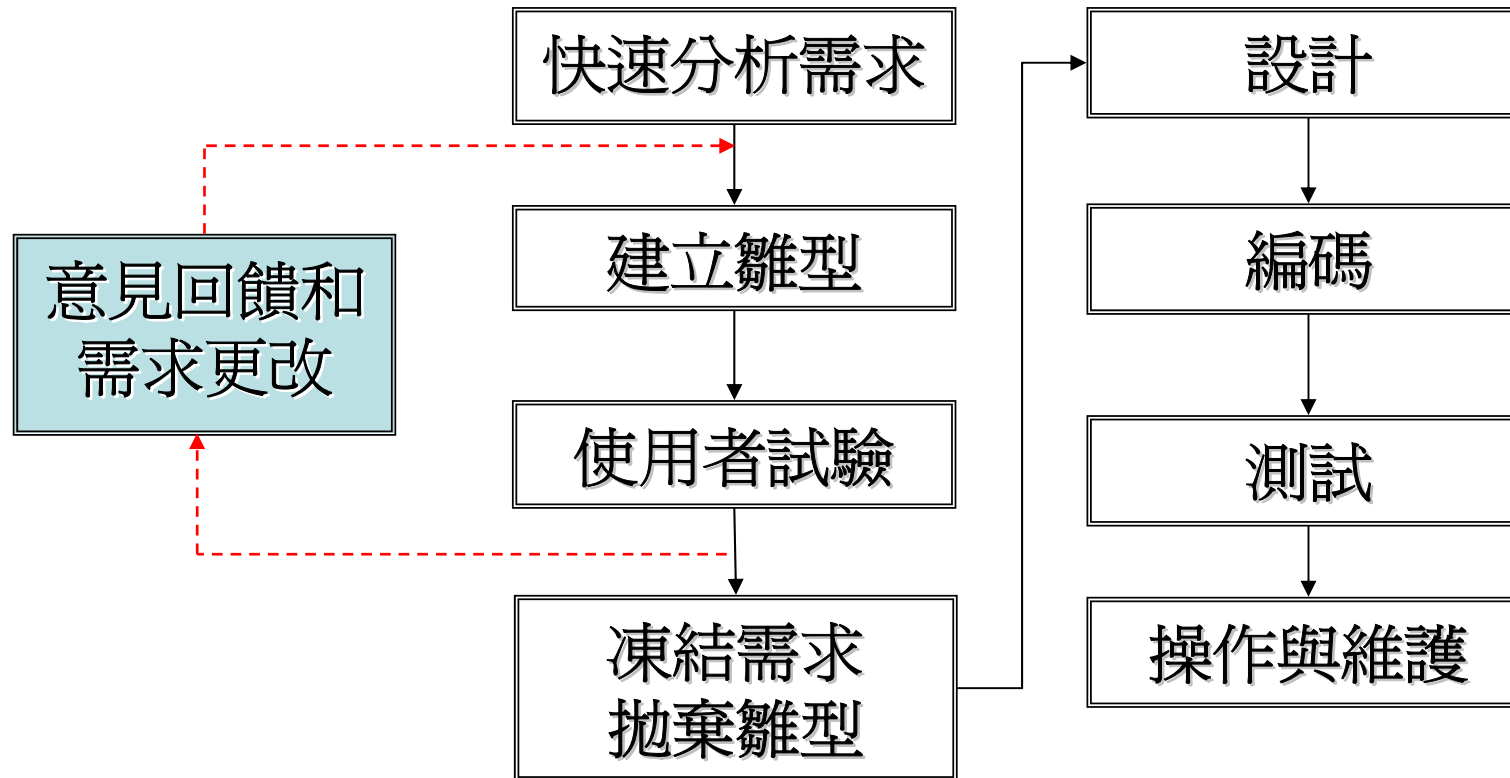 快速分析需求
建立雛型
使用者試驗
意見回饋和
需求更改
凍結需求
拋棄雛型
設計
編碼
測試
操作與維護